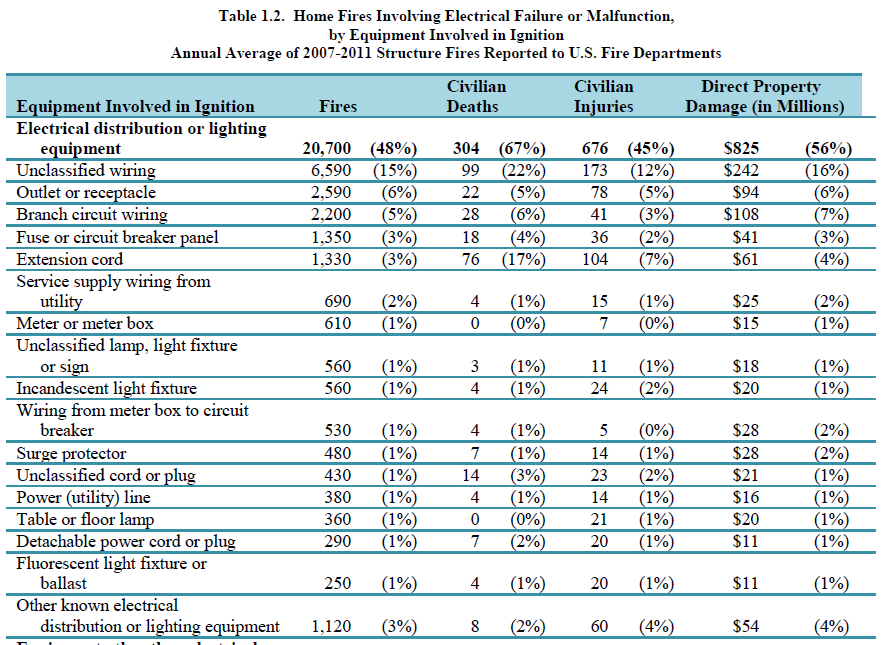 Table 1.2. Home Fires Involving Electrical Failure or Malfunction,
by Equipment Involved in Ignition
Annual Average of 2007-2011 Structure Fires Reported to U.S. Fire Departments
Civilian Civilian Direct Property
Equipment Involved in Ignition Fires Deaths Injuries Damage (in Millions)
Electrical distribution or lighting
equipment 20,700 (48%) 304 (67%) 676 (45%) $825 (56%)
Unclassified wiring 6,590 (15%) 99 (22%) 173 (12%) $242 (16%)
Outlet or receptacle 2,590 (6%) 22 (5%) 78 (5%) $94 (6%)
Branch circuit wiring 2,200 (5%) 28 (6%) 41 (3%) $108 (7%)
Fuse or circuit breaker panel 1,350 (3%) 18 (4%) 36 (2%) $41 (3%)
Extension cord 1,330 (3%) 76 (17%) 104 (7%) $61 (4%)
Service supply wiring from
utility 690 (2%) 4 (1%) 15 (1%) $25 (2%)
Meter or meter box 610 (1%) 0 (0%) 7 (0%) $15 (1%)
Unclassified lamp, light fixture
or sign 560 (1%) 3 (1%) 11 (1%) $18 (1%)
Incandescent light fixture 560 (1%) 4 (1%) 24 (2%) $20 (1%)
Wiring from meter box to circuit
breaker 530 (1%) 4 (1%) 5 (0%) $28 (2%)
Surge protector 480 (1%) 7 (1%) 14 (1%) $28 (2%)
Unclassified cord or plug 430 (1%) 14 (3%) 23 (2%) $21 (1%)
Power (utility) line 380 (1%) 4 (1%) 14 (1%) $16 (1%)
Table or floor lamp 360 (1%) 0 (0%) 21 (1%) $20 (1%)
Detachable power cord or plug 290 (1%) 7 (2%) 20 (1%) $11 (1%)
Fluorescent light fixture or
ballast 250 (1%) 4 (1%) 20 (1%) $11 (1%)
Other known electrical
distribution or lighting equipment 1,120 (3%) 8 (2%) 60 (4%) $54 (4%)